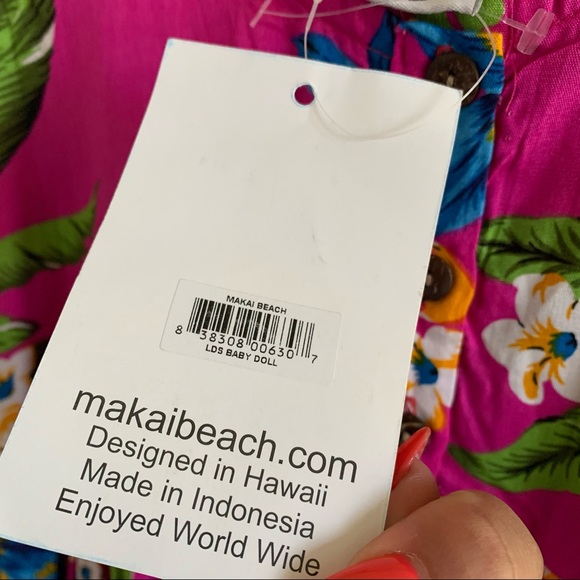 MAKAI BEACH
8 38308 00630 7
LDS BABY DOLL
makaibeach.com
Designed in Hawaii
Made in Indonesia
Enjoyed World Wide